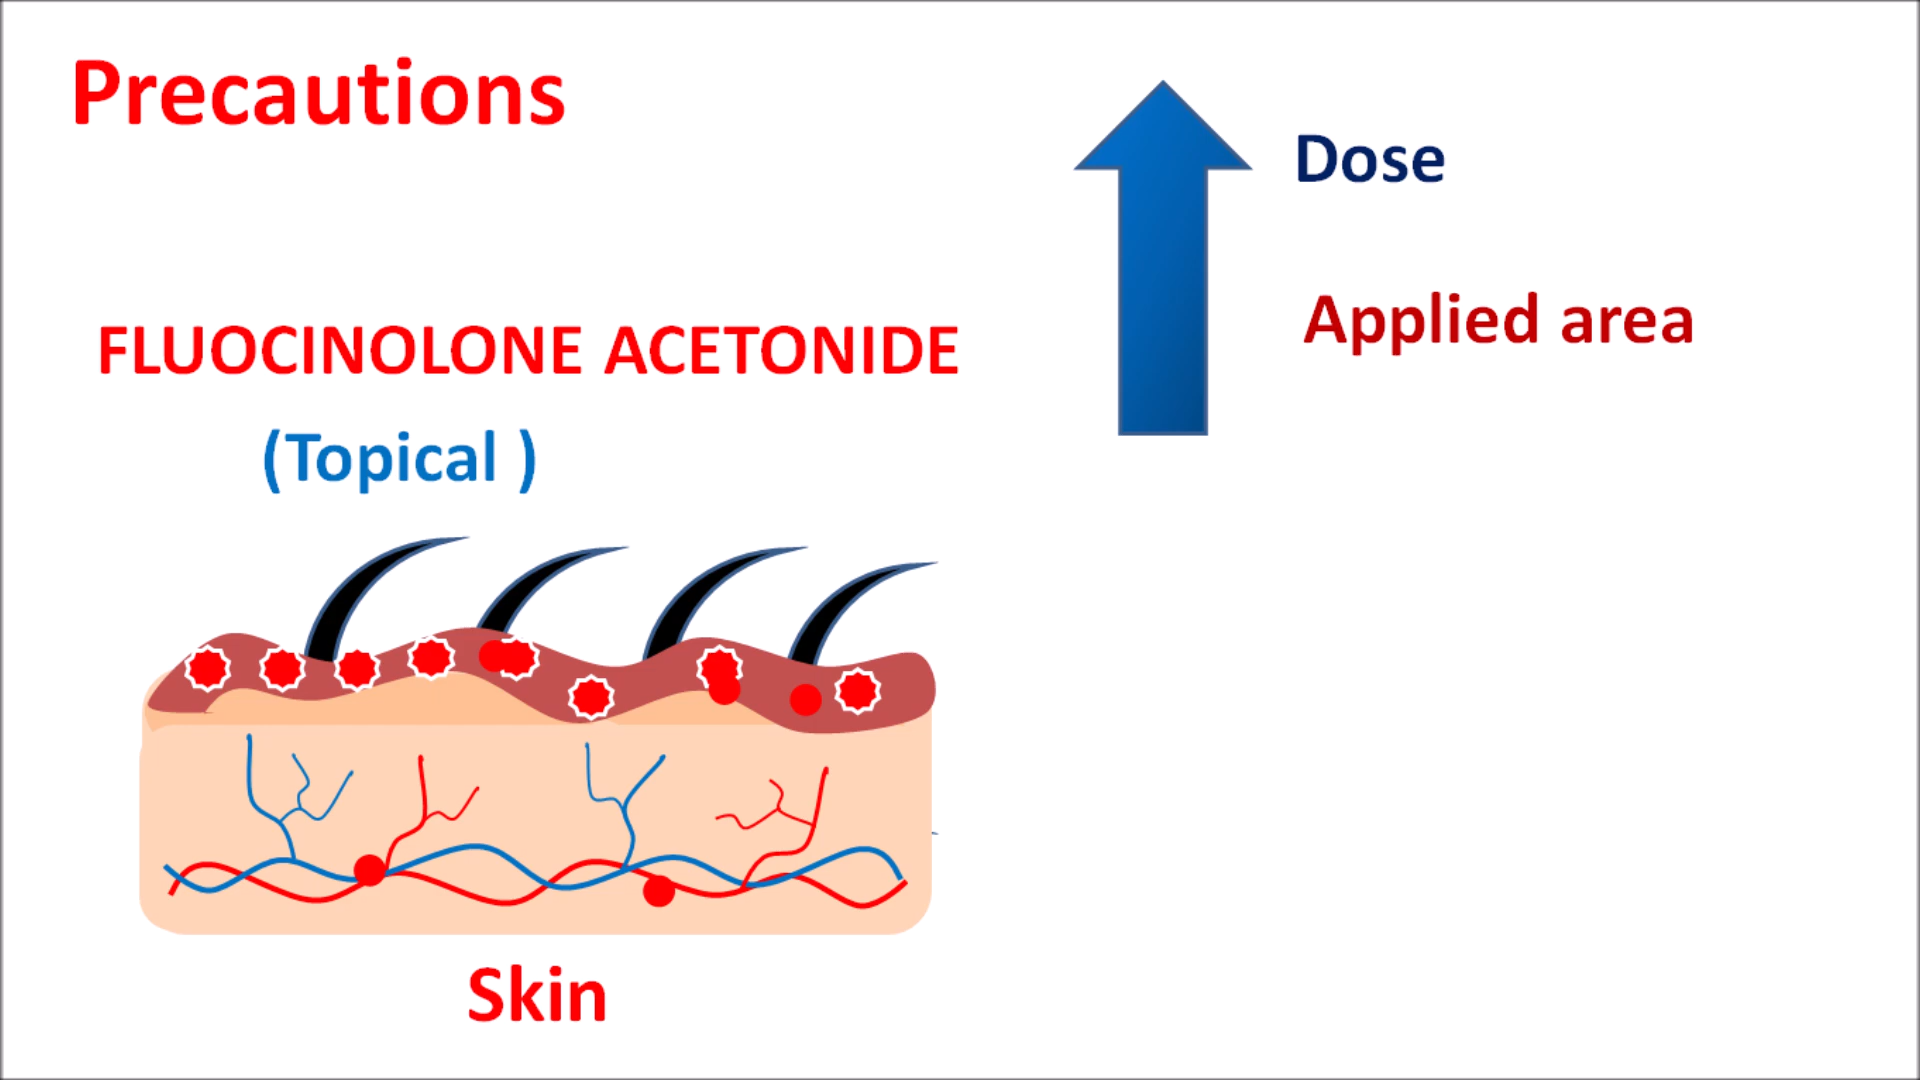 Precautions
Dose
Applied area
FLUOCINOLONE ACETONIDE
(Topical )
Skin